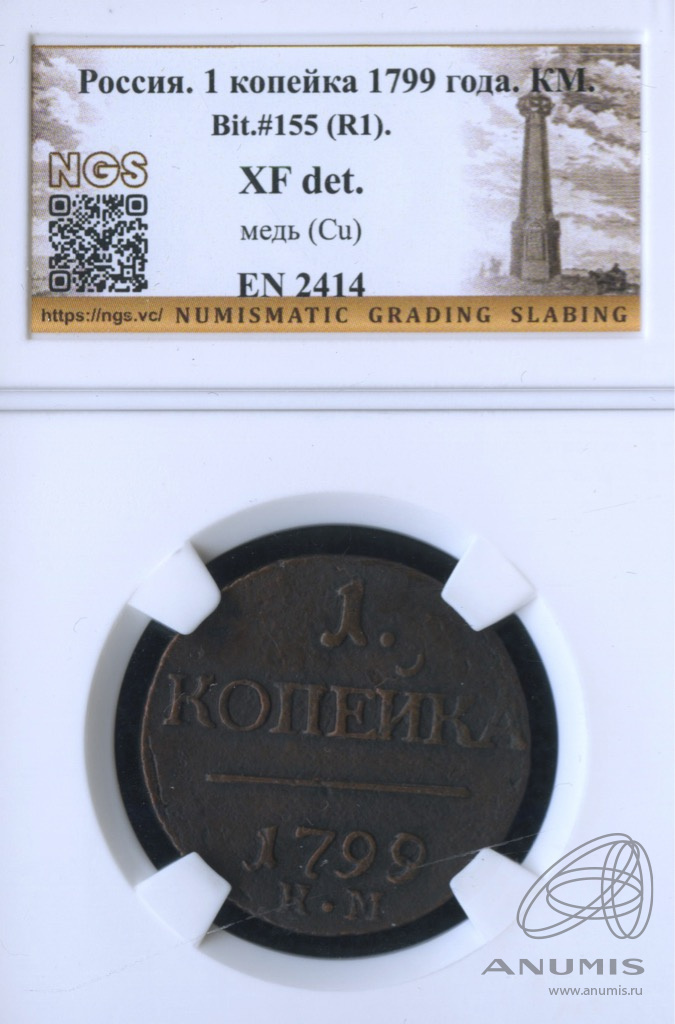 Россия. 1 копейка 1799 года. КМ.
Bit.#155 (R1).
NGS
XF det.
медь (Cu)
EN 2414
https://ngs.vc/ NUMISMATIC GRADING SLABING
1.
КОПЕЙКА
1799
К•М
ANUMIS
www.anumis.ru